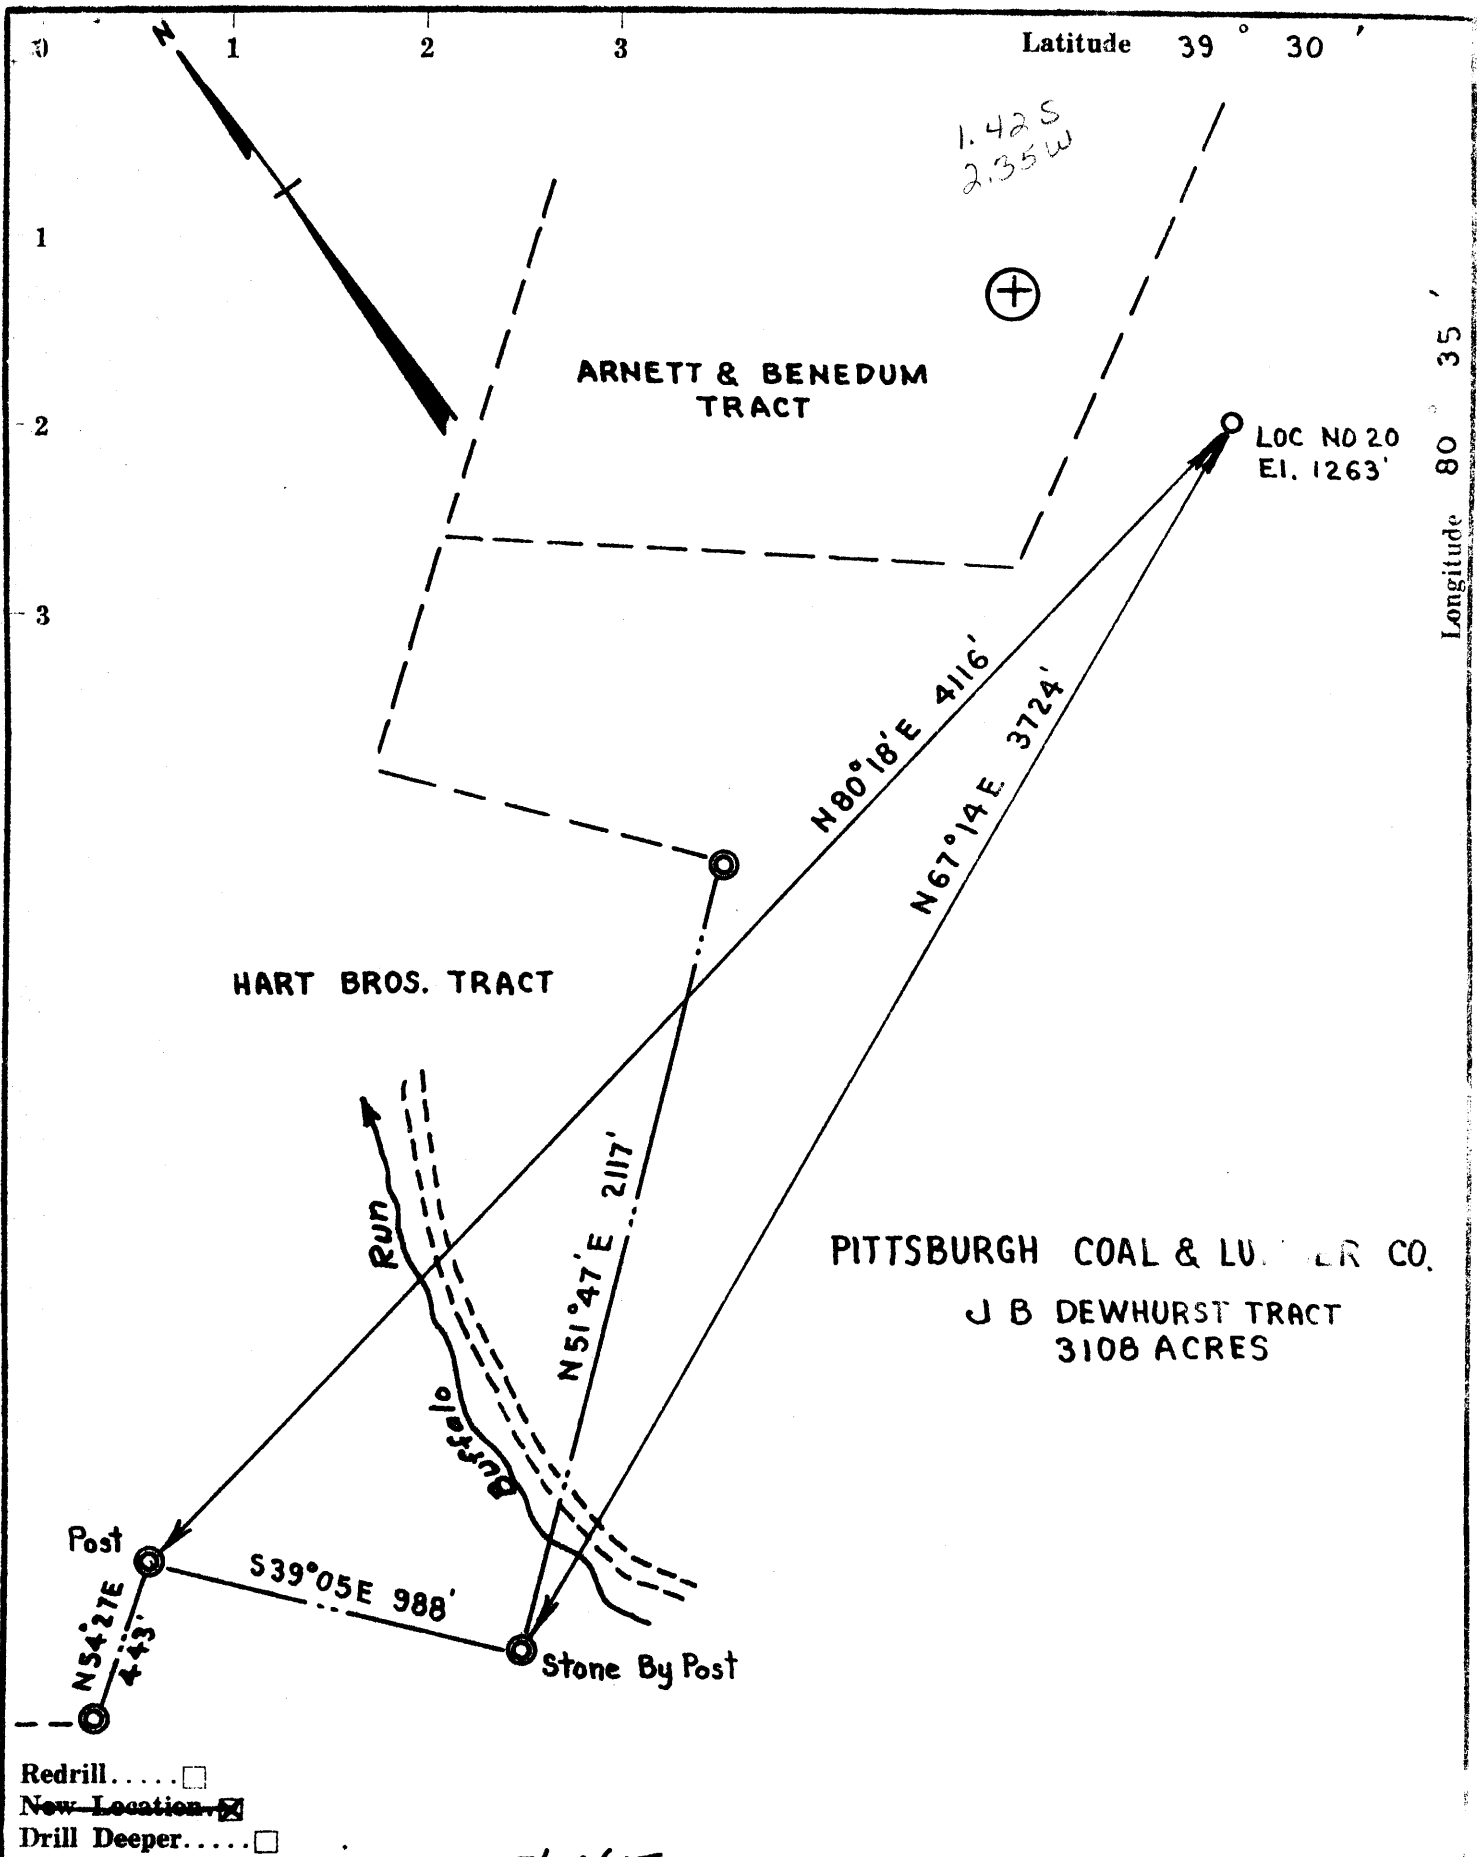 0 1 2 3 Latitude 39° 30'
N
1.42 S
2.35 W
1
2
3
Longitude 80° 35'
ARNETT & BENEDUM
TRACT
LOC NO 20
El. 1263'
N80°18'E 4116'
N67°14E 3724'
HART BROS. TRACT
N51°47'E 2117'
Buffalo Run
PITTSBURGH COAL & CO.
J B DEWHURST TRACT
3108 ACRES
Post
S39°05E 988'
N54°27E
443'
Stone By Post
Redrill.....
New Location.
Drill Deeper.....